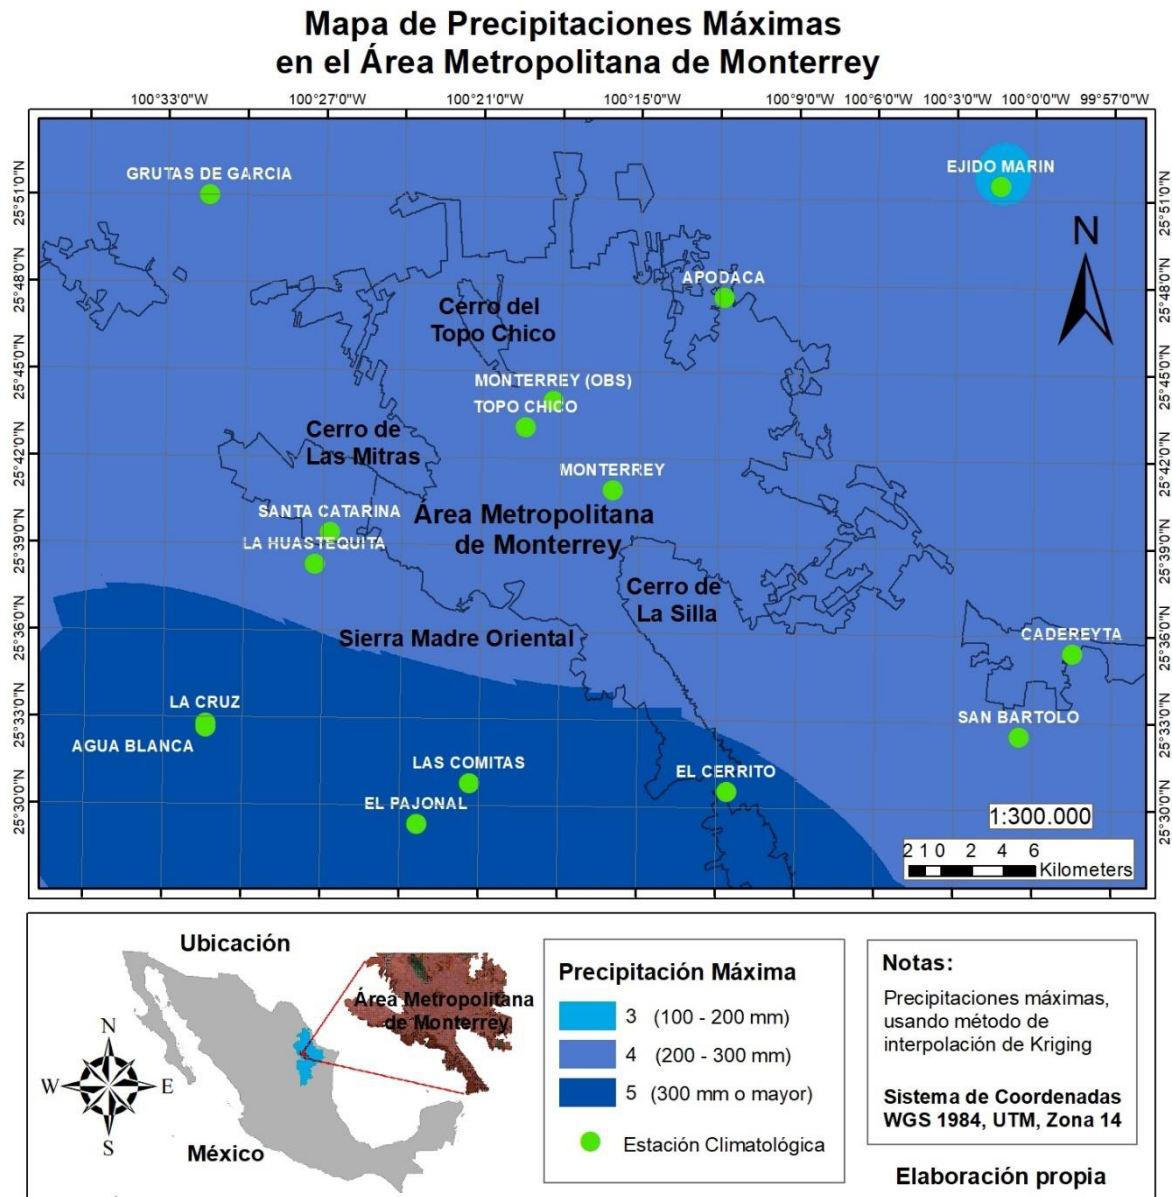 Mapa de Precipitaciones Máximas
en el Área Metropolitana de Monterrey
100°33'0"W 100°27'0"W 100°21'0"W 100°15'0"W 100°9'0"W 100°6'0"W 100°3'0"W 100°0'0"W 99°57'0"W
25°51'0"N
25°48'0"N
25°45'0"N
25°42'0"N
25°39'0"N
25°36'0"N
25°33'0"N
25°30'0"N
GRUTAS DE GARCIA
EJIDO MARIN
N
APODACA
Cerro del
Topo Chico
MONTERREY (OBS)
TOPO CHICO
Cerro de
Las Mitras
MONTERREY
SANTA CATARINA
Área Metropolitana
de Monterrey
LA HUASTEQUITA
Cerro de
La Silla
Sierra Madre Oriental
CADEREYTA
LA CRUZ
SAN BARTOLO
AGUA BLANCA
LAS COMITAS
EL CERRITO
EL PAJONAL
1:300.000
2 1 0 2 4 6
Kilometers
25°51'0"N
25°48'0"N
25°45'0"N
25°42'0"N
25°39'0"N
25°36'0"N
25°33'0"N
25°30'0"N
Ubicación
Área Metropolitana
de Monterrey
N
W E
S
México
Precipitación Máxima
3 (100 - 200 mm)
4 (200 - 300 mm)
5 (300 mm o mayor)
Estación Climatológica
Notas:
Precipitaciones máximas,
usando método de
interpolación de Kriging
Sistema de Coordenadas
WGS 1984, UTM, Zona 14
Elaboración propia